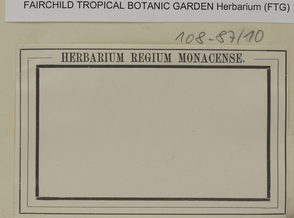 FAIRCHILD TROPICAL BOTANIC GARDEN Herbarium (FTG)
108-87/10
HERBARIUM REGIUM MONACENSE.